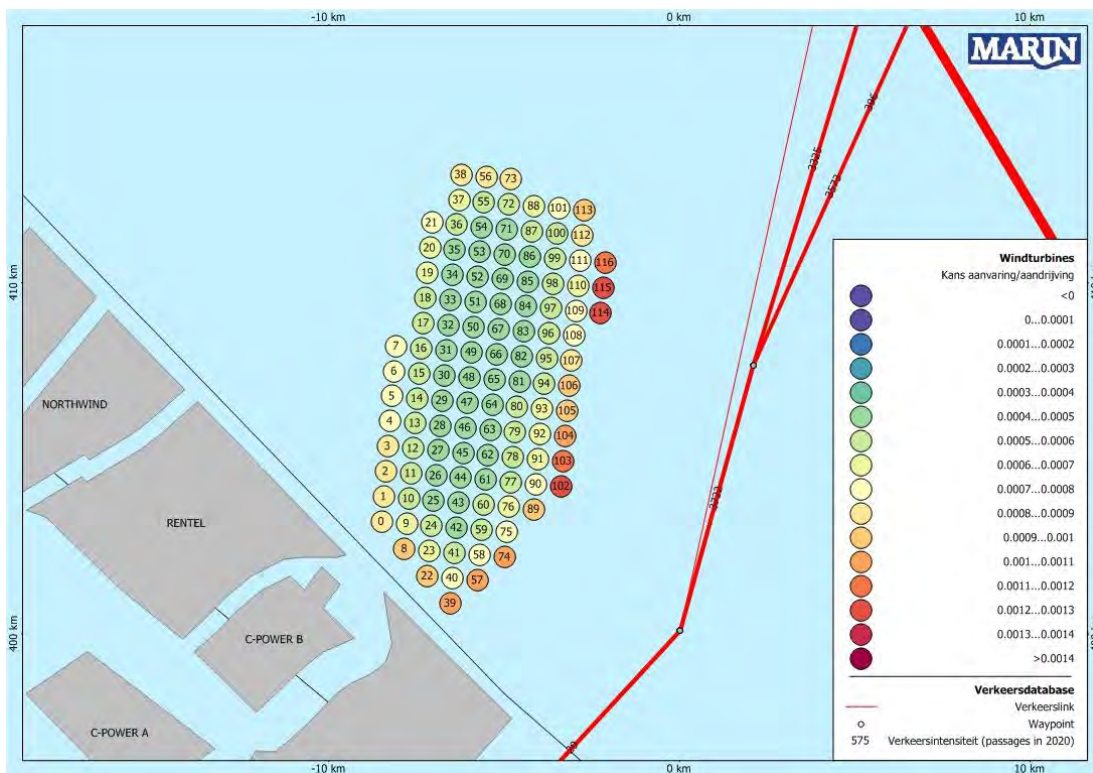 -10 km 0 km 10 km
MARIN
396
3325
3573
38 56 73
37 55 72 88 101 113
21 36 54 71 87 100 112
20 35 53 70 86 99 111 116
19 34 52 69 85 98 110 115
18 33 51 68 84 97 109 114
17 32 50 67 83 96 108
7 16 31 49 66 82 95 107
6 15 30 48 65 81 94 106
5 14 29 47 64 80 93 105
4 13 28 46 63 79 92 104
3 12 27 45 62 78 91 103
2 11 26 44 61 77 90 102
1 10 25 43 60 76 89
0 9 24 42 59 75
8 23 41 58 74
22 40 57
39
410 km
NORTHWIND
RENTEL
C-POWER B
C-POWER A
400 km
Windturbines
Kans aanvaring/aandrijving
<0
0...0.0001
0.0001...0.0002
0.0002...0.0003
0.0003...0.0004
0.0004...0.0005
0.0005...0.0006
0.0006...0.0007
0.0007...0.0008
0.0008...0.0009
0.0009...0.001
0.001...0.0011
0.0011...0.0012
0.0012...0.0013
0.0013...0.0014
>0.0014
Verkeersdatabase
Verkeerslink
Waypoint
575 Verkeersintensiteit (passages in 2020)
-10 km 0 km 10 km